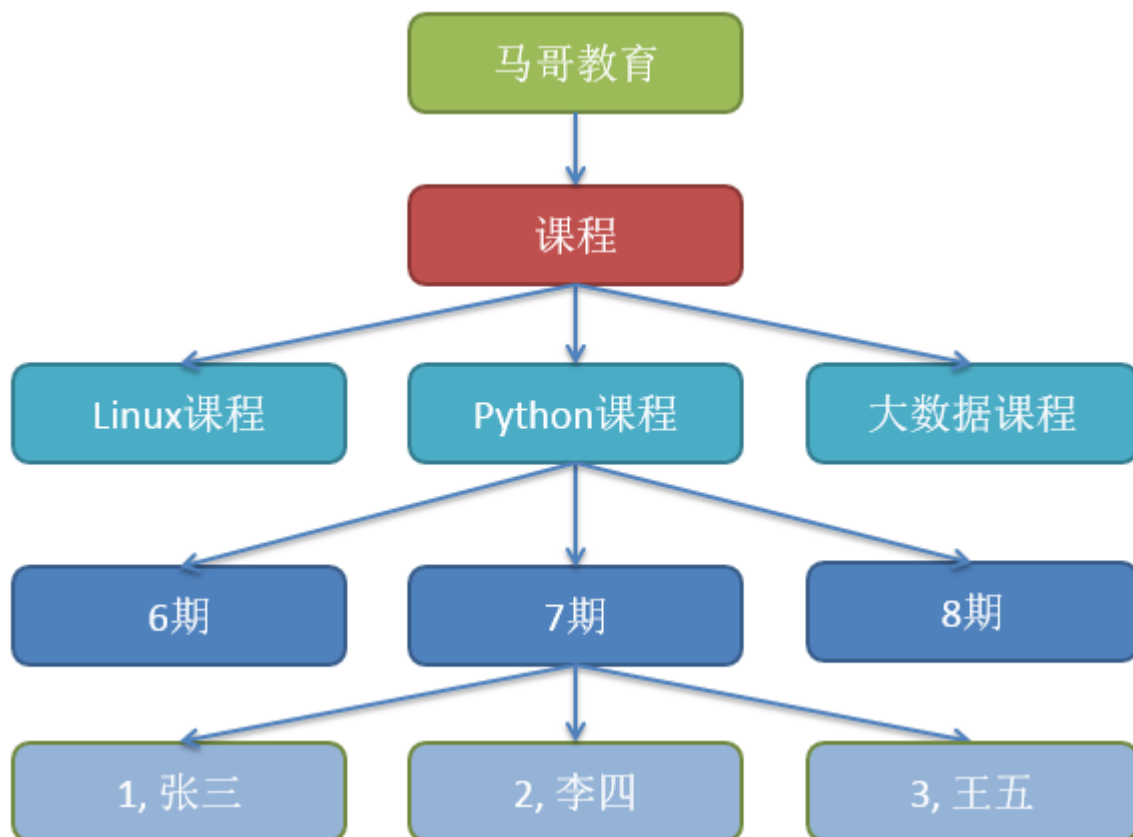 马哥教育
课程
Linux课程
Python课程
大数据课程
6期
7期
8期
1, 张三
2, 李四
3, 王五